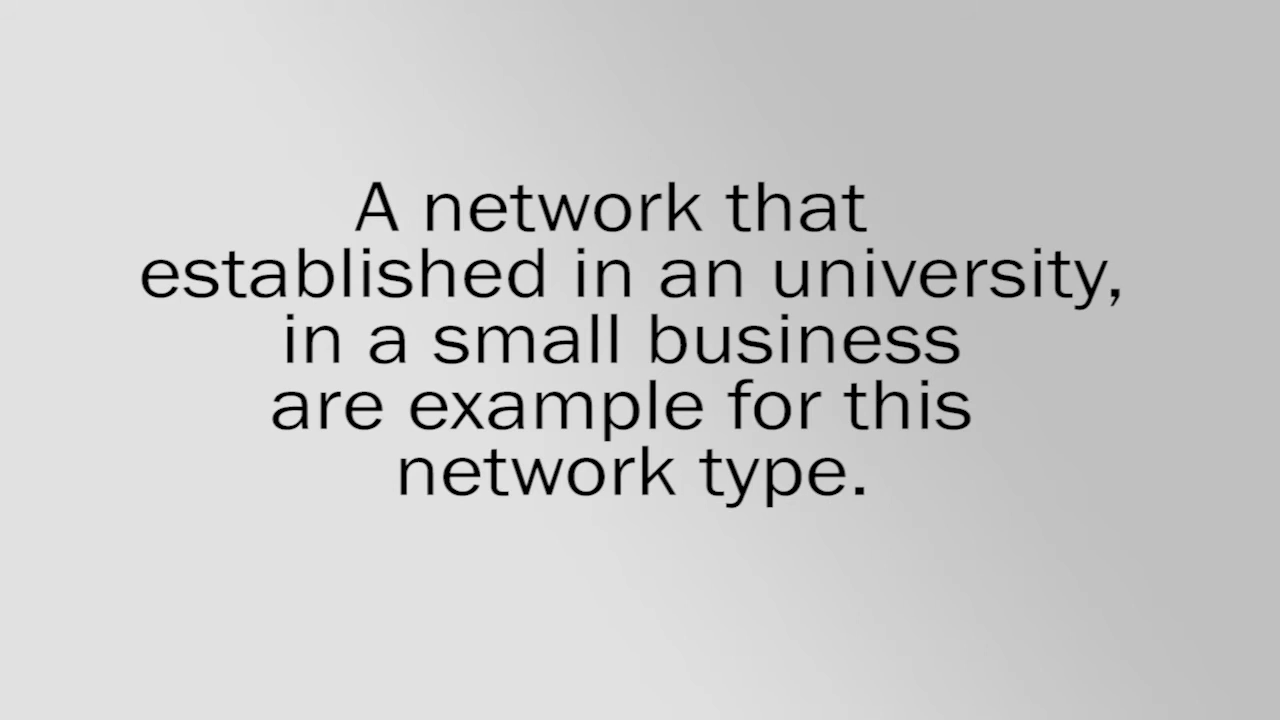 A network that
established in an university,
in a small business
are example for this
network type.